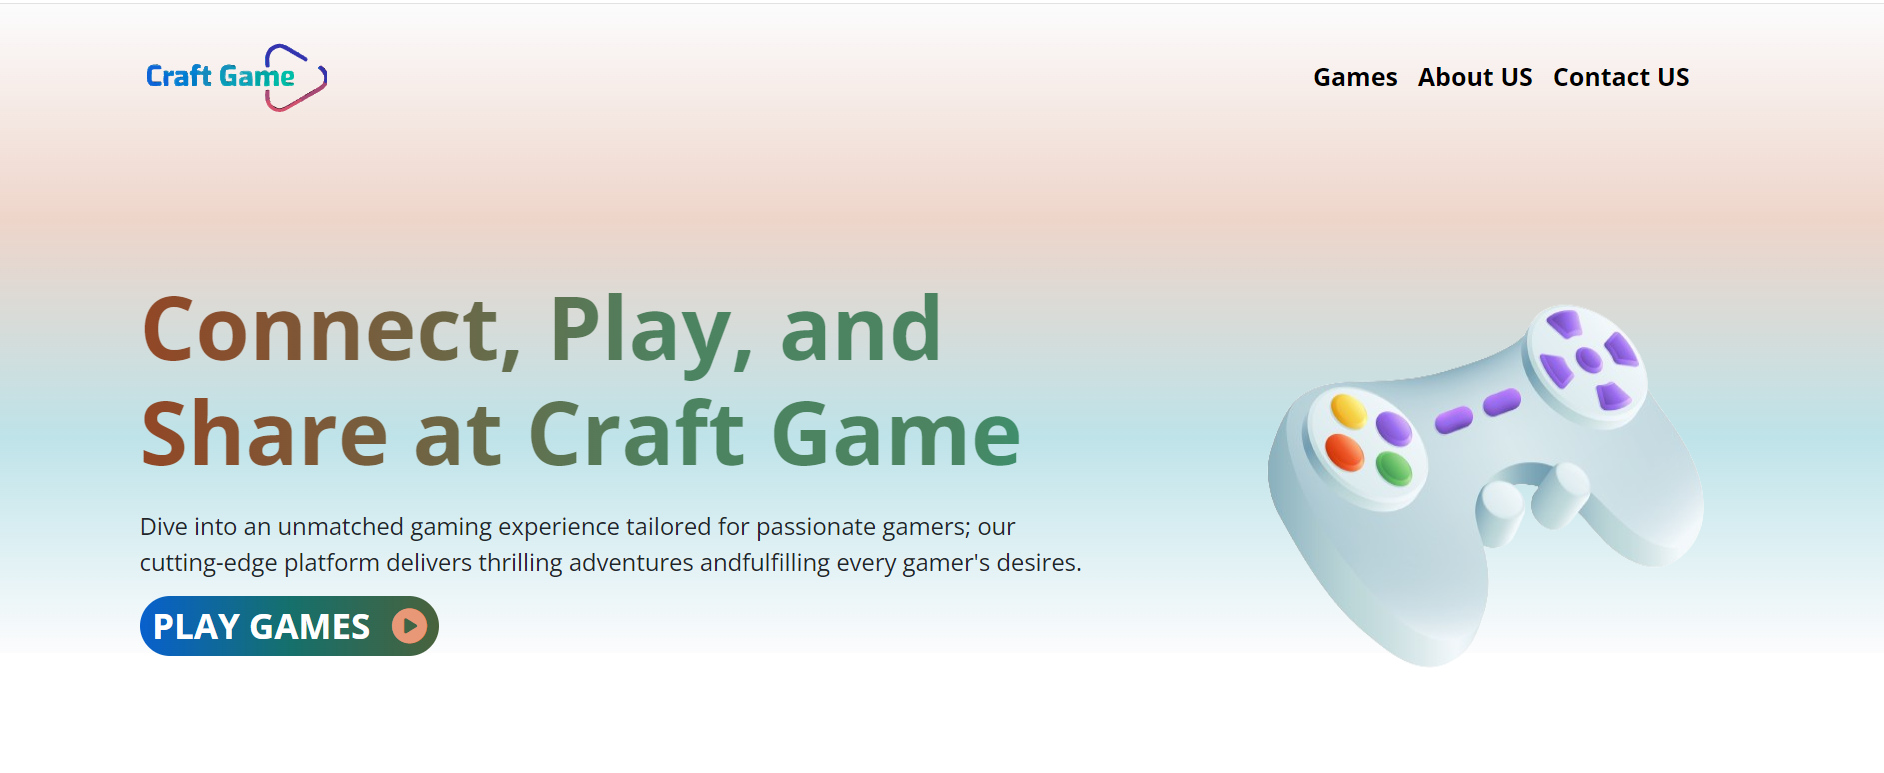 Craft Game
Games About US Contact US
Connect, Play, and
Share at Craft Game
Dive into an unmatched gaming experience tailored for passionate gamers; our
cutting-edge platform delivers thrilling adventures andfulfilling every gamer's desires.
PLAY GAMES